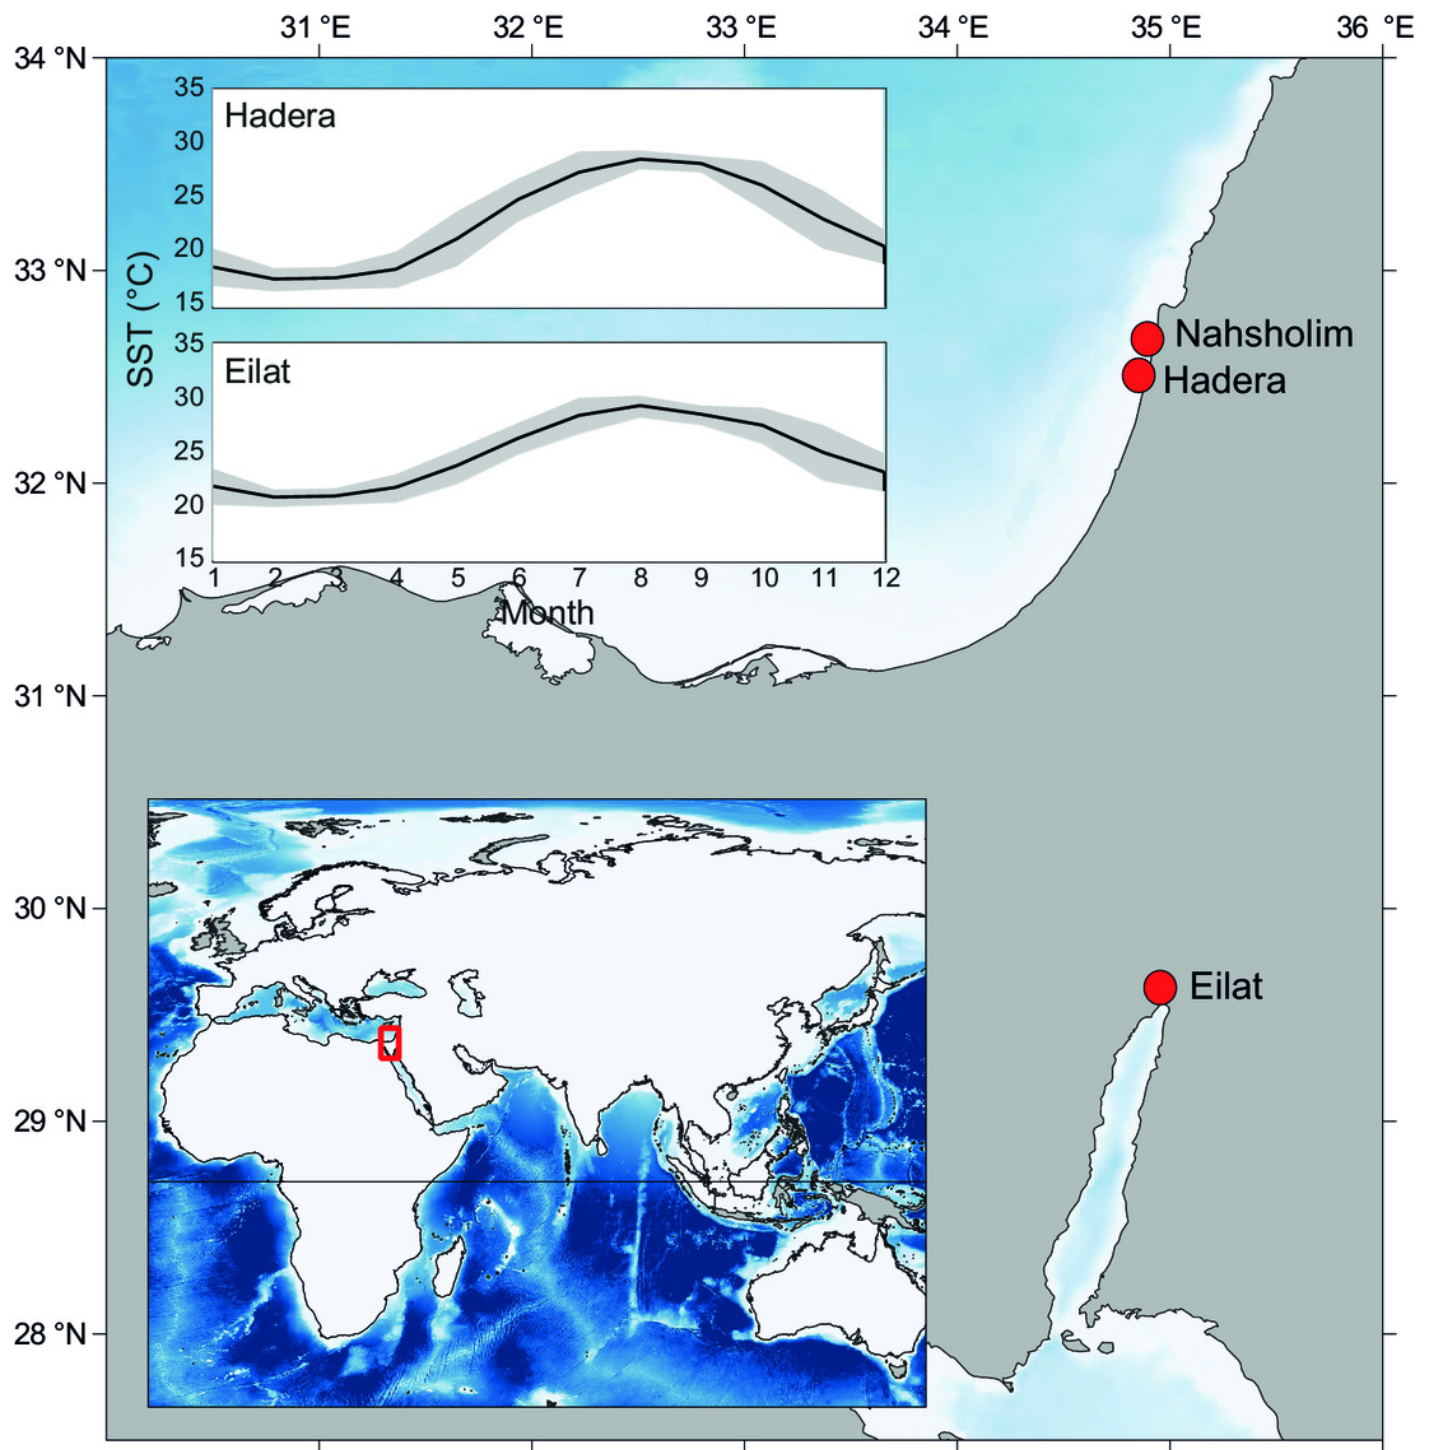 31 °E 32 °E 33 °E 34 °E 35 °E 36 °E
34 °N
33 °N
32 °N
31 °N
30 °N
29 °N
28 °N
SST (°C)
35
30
25
20
15
Hadera
35
30
25
20
15
Eilat
1 2 3 4 5 6 7 8 9 10 11 12
Month
Nahsholim
Hadera
Eilat